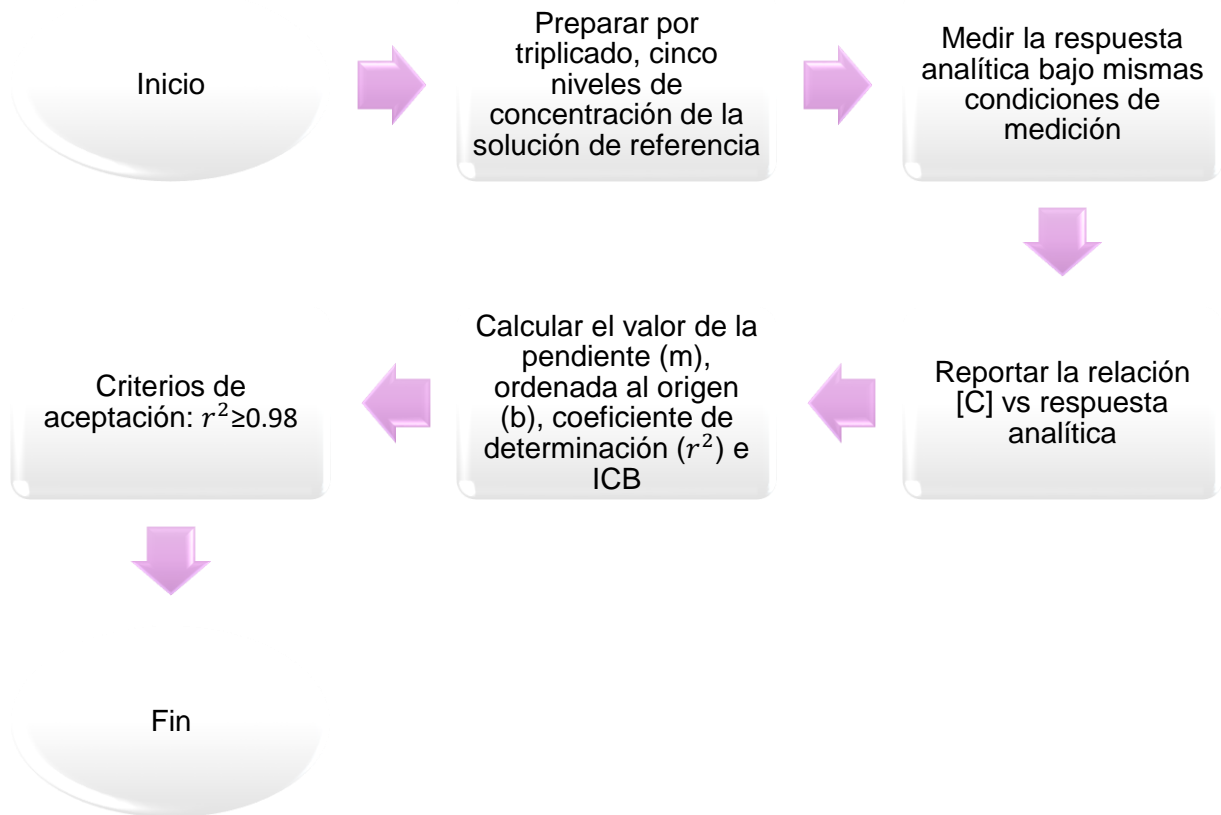 Inicio
Preparar por
triplicado, cinco
niveles de
concentración de la
solución de referencia
Medir la respuesta
analítica bajo mismas
condiciones de
medición
Reportar la relación
[C] vs respuesta
analítica
Calcular el valor de la
pendiente (m),
ordenada al origen
(b), coeficiente de
determinación (r²) e
ICB
Criterios de
aceptación: r²≥0.98
Fin